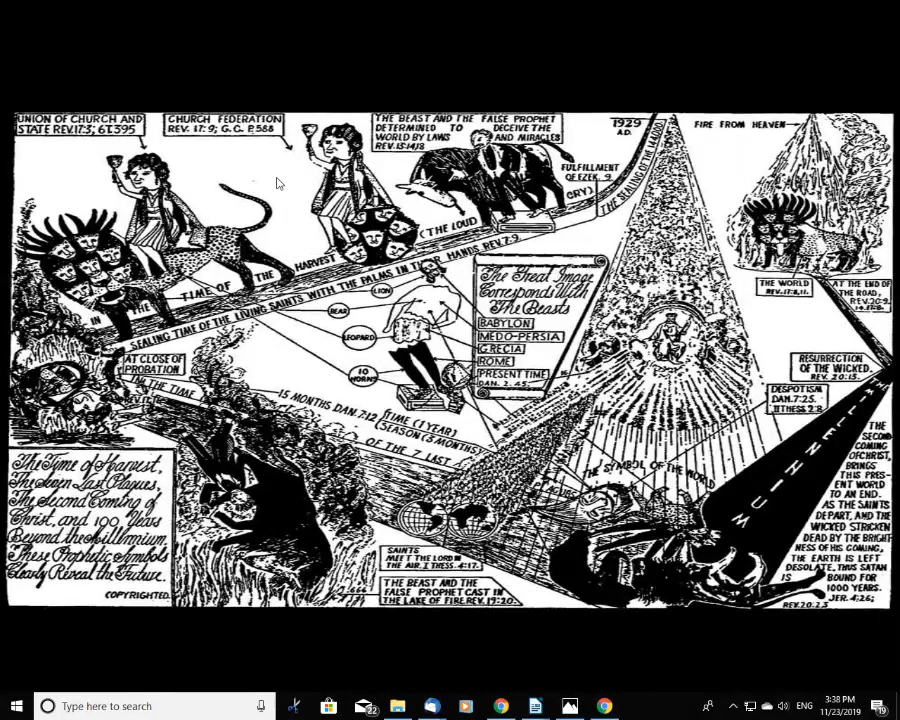 UNION OF CHURCH AND
STATE REV.17:3; 6T.395
CHURCH FEDERATION
REV. 17:9; G.C. P.588
THE BEAST AND THE FALSE PROPHET
DETERMINED TO DECEIVE THE
WORLD BY LAWS AND MIRACLES
REV.13:14,18
1929
A.D.
FIRE FROM HEAVEN
FULFILLMENT
OF EZEK. 9
THE SEALING OF THE 144,000
(THE LOUD CRY)
IN THE TIME OF THE HARVEST
SEALING TIME OF THE LIVING SAINTS WITH THE PALMS IN THEIR HANDS REV.7:9
The Great Image
Corresponds With
The Beasts
BABYLON
MEDO-PERSIA
GRECIA
ROME
PRESENT TIME
DAN. 2:45
LION
BEAR
LEOPARD
10
HORNS
THE WORLD
REV.17:8,11.
AT THE END OF
THE ROAD,
REV.20:9,
RESURRECTION
OF THE WICKED.
REV. 20:13.
DESPOTISM
DAN.7:25.
II THESS 2:8
AT CLOSE OF
PROBATION
IN THE TIME
15 MONTHS DAN. 7:12 TIME (1 YEAR)
SEASON (3 MONTHS)
OF THE 7 LAST
THE SYMBOL OF THE WORLD
MILLENNIUM
THE
SECOND
COMING
OF CHRIST,
BRINGS
THIS PRES-
ENT WORLD
TO AN END.
AS THE SAINTS
DEPART, AND THE
WICKED STRICKEN
DEAD BY THE BRIGHT
NESS OF HIS COMING,
THE EARTH IS LEFT
DESOLATE, THUS SATAN
IS BOUND FOR
1000 YEARS.
JER. 4:26;
REV.20:2,3
The Time of Harvest,
The Seven Last Plagues,
The Second Coming of
Christ, and 100 Years
Beyond the Millennium.
These Prophetic Symbols
Clearly Reveal the Future.
COPYRIGHTED.
666
SAINTS
MEET THE LORD IN
THE AIR. I THESS. 4:17.
THE BEAST AND THE
FALSE PROPHET CAST IN
THE LAKE OF FIRE. REV. 19:20.
Type here to search
22
ENG
3:38 PM
11/23/2019
19